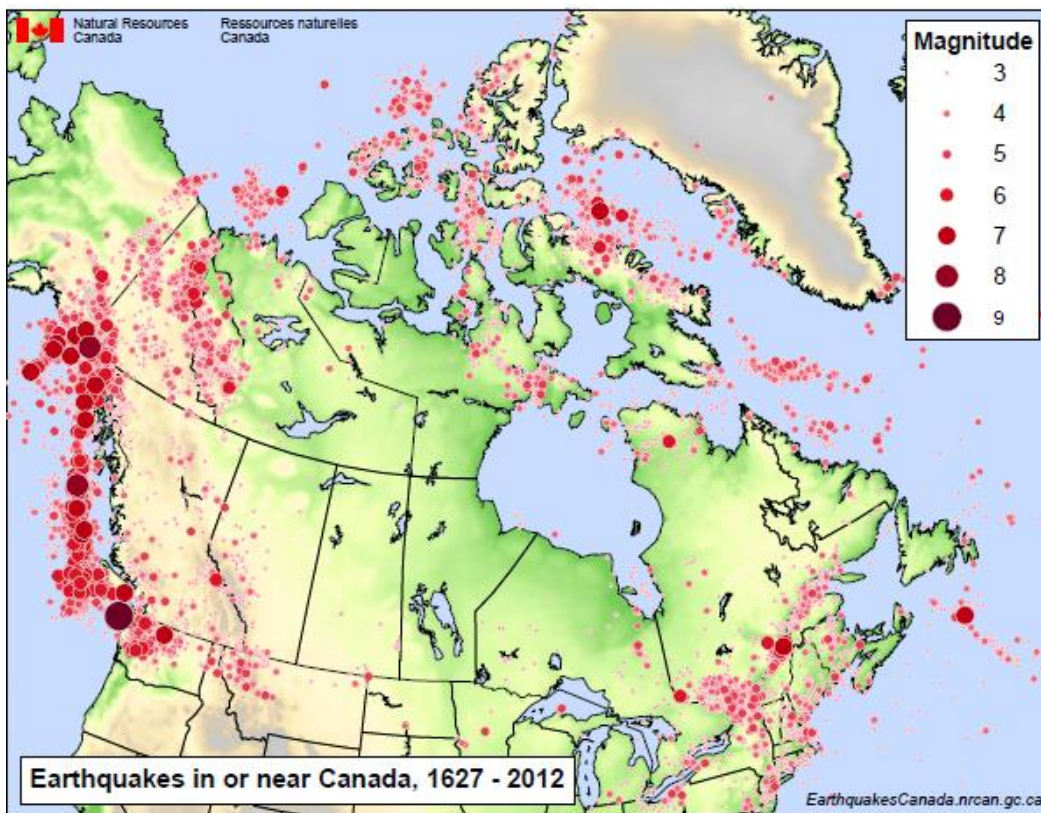 Natural Resources Ressources naturelles
Canada Canada
Magnitude
3
4
5
6
7
8
9
Earthquakes in or near Canada, 1627 - 2012
EarthquakesCanada.nrcan.gc.ca